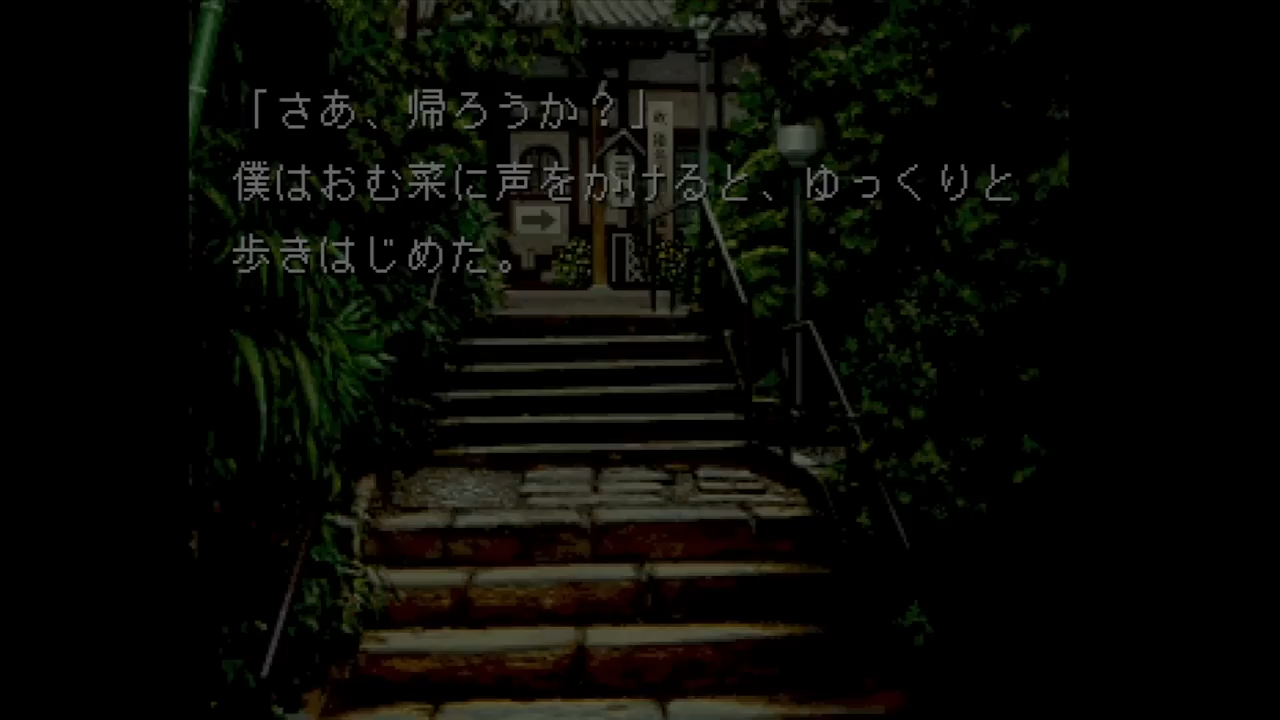 「さあ、帰ろうか？」
僕はおむ菜に声をかけると、ゆっくりと
歩きはじめた。